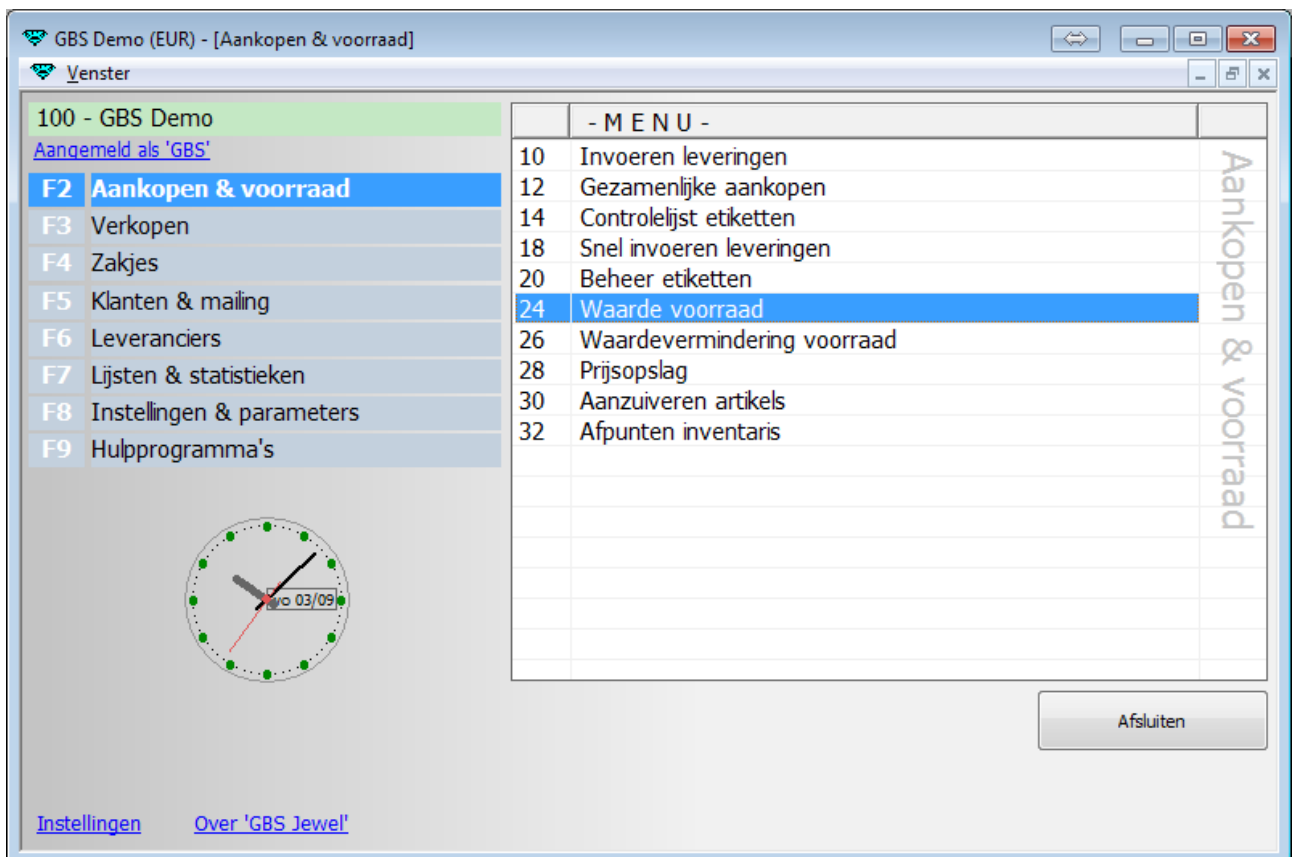 GBS Demo (EUR) - [Aankopen & voorraad]
Venster
100 - GBS Demo
Aangemeld als 'GBS'
F2 Aankopen & voorraad
F3 Verkopen
F4 Zakjes
F5 Klanten & mailing
F6 Leveranciers
F7 Lijsten & statistieken
F8 Instellingen & parameters
F9 Hulpprogramma's
vo 03/09
Instellingen
Over 'GBS Jewel'
- M E N U -
10 Invoeren leveringen
12 Gezamenlijke aankopen
14 Controlelijst etiketten
18 Snel invoeren leveringen
20 Beheer etiketten
24 Waarde voorraad
26 Waardevermindering voorraad
28 Prijsopslag
30 Aanzuiveren artikels
32 Afpunten inventaris
Aankopen & voorraad
Afsluiten